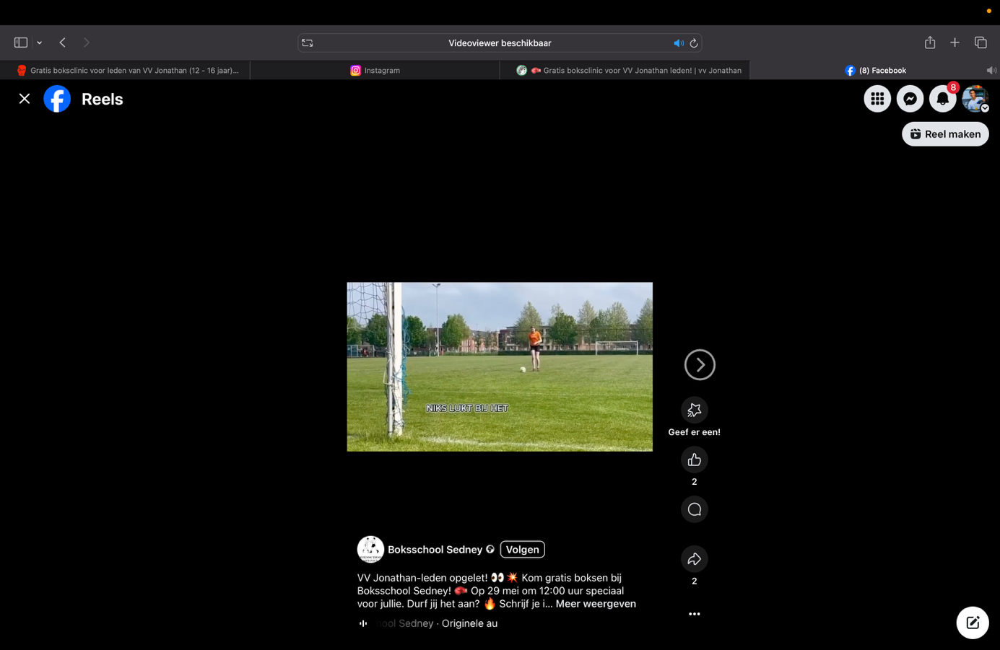 Videoviewer beschikbaar
Gratis boksclinic voor leden van VV Jonathan (12 - 16 jaar)...
Instagram
🥊 Gratis boksclinic voor VV Jonathan leden! | vv Jonathan
(8) Facebook
Reels
8
Reel maken
NIKS LUKT BIJ HET
Geef er een!
2
2
Boksschool Sedney
Volgen
VV Jonathan-leden opgelet! 👀 💥 Kom gratis boksen bij
Boksschool Sedney! 🥊 Op 29 mei om 12:00 uur speciaal
voor jullie. Durf jij het aan? 🔥 Schrijf je i... Meer weergeven
hool Sedney · Originele au